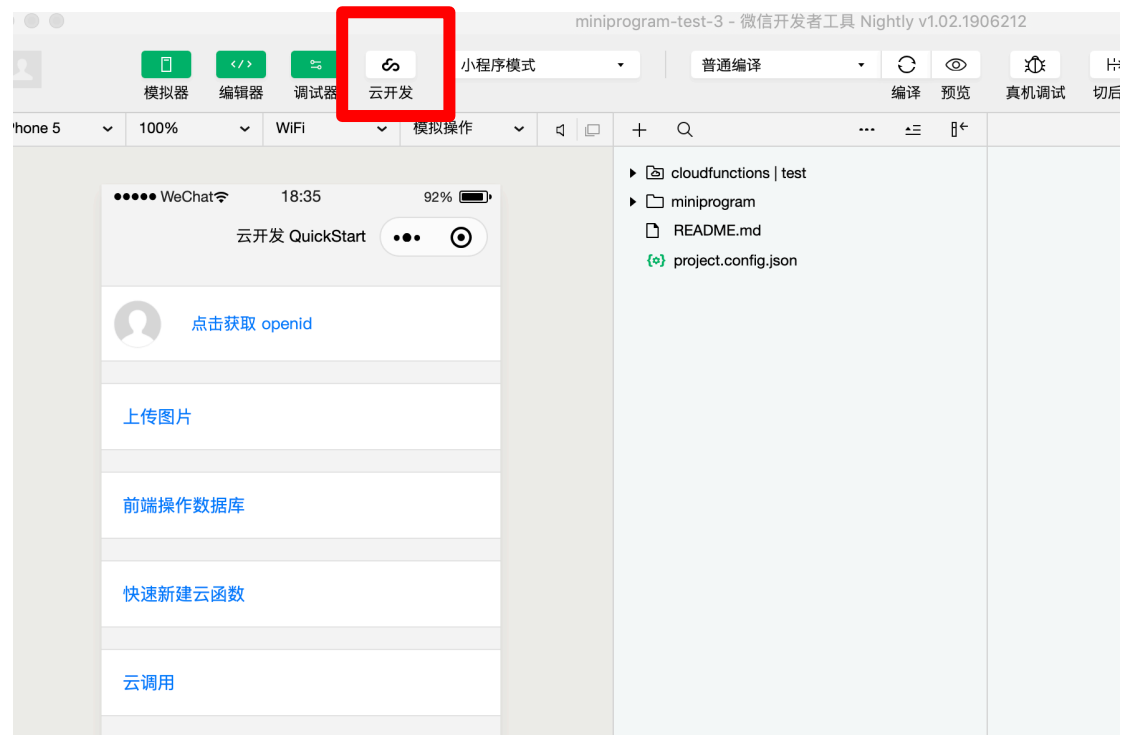 miniprogram-test-3 - 微信开发者工具 Nightly v1.02.1906212
模拟器 编辑器 调试器 云开发 小程序模式 普通编译 编译 预览 真机调试 切后
Phone 5 100% WiFi 模拟操作
WeChat 18:35 92%
云开发 QuickStart
点击获取 openid
上传图片
前端操作数据库
快速新建云函数
云调用
cloudfunctions | test
miniprogram
README.md
project.config.json